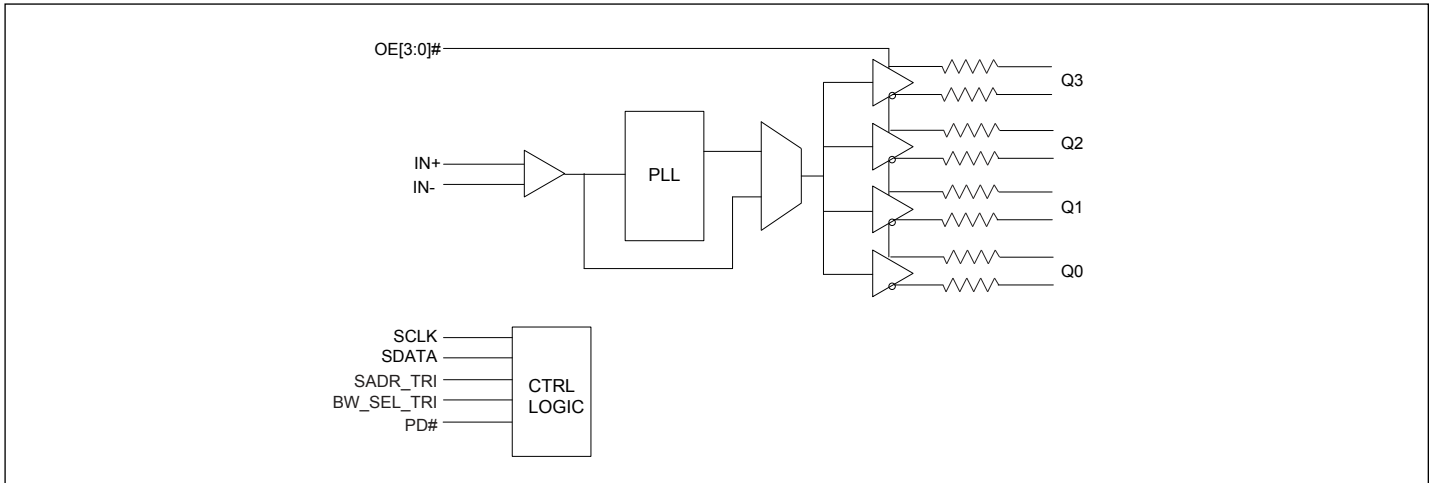 OE[3:0]#
Q3
Q2
IN+
IN-
PLL
Q1
Q0
SCLK
SDATA
SADR_TRI
BW_SEL_TRI
PD#
CTRL
LOGIC